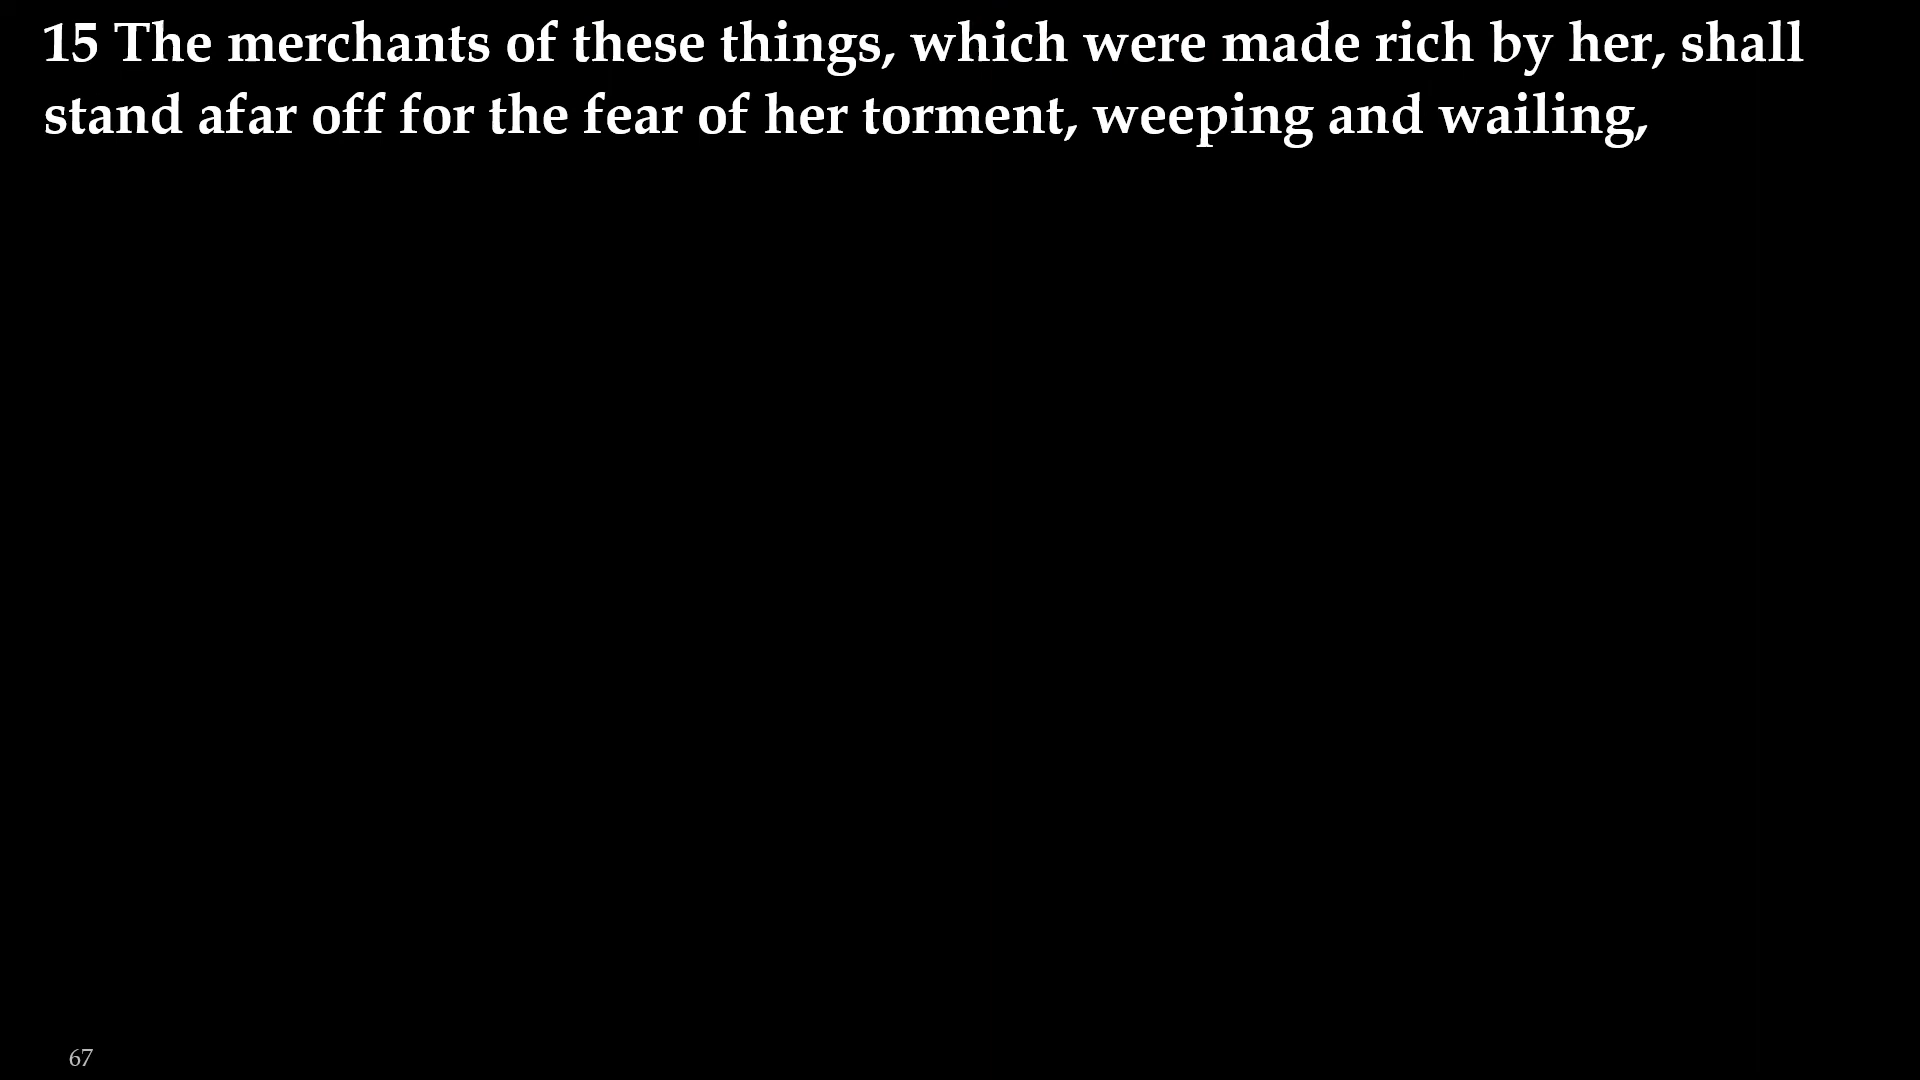 15 The merchants of these things, which were made rich by her, shall
stand afar off for the fear of her torment, weeping and wailing,
67